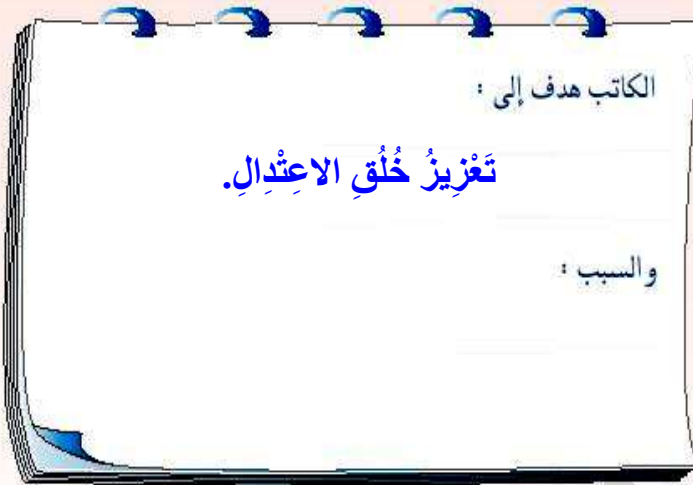 الكاتب هدف إلى :
تَعْزِيزُ خُلُقِ الاعِتْدِالِ.
والسبب :